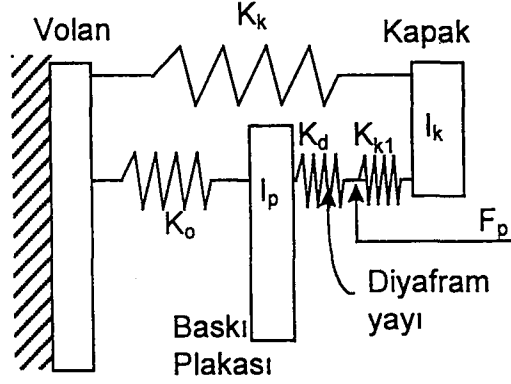 Volan
K_k
Kapak
K_d
K_k1
I_k
I_p
K_o
F_p
Diyafram
yayı
Baskı
Plakası